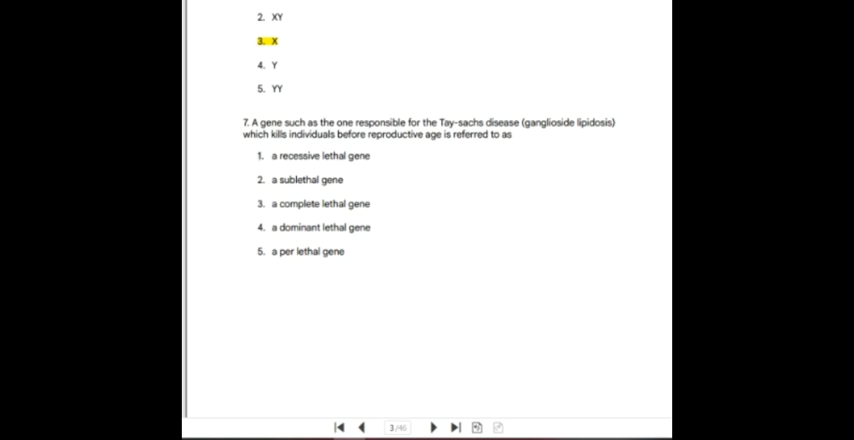 2. XY
3. X
4. Y
5. YY
7. A gene such as the one responsible for the Tay-sachs disease (ganglioside lipidosis)
which kills individuals before reproductive age is referred to as
1. a recessive lethal gene
2. a sublethal gene
3. a complete lethal gene
4. a dominant lethal gene
5. a per lethal gene
3/46